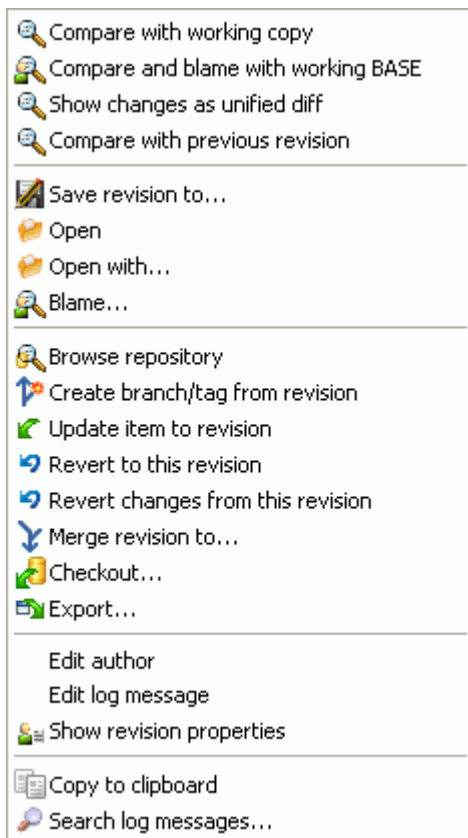 Compare with working copy
Compare and blame with working BASE
Show changes as unified diff
Compare with previous revision
Save revision to...
Open
Open with...
Blame...
Browse repository
Create branch/tag from revision
Update item to revision
Revert to this revision
Revert changes from this revision
Merge revision to...
Checkout...
Export...
Edit author
Edit log message
Show revision properties
Copy to clipboard
Search log messages...